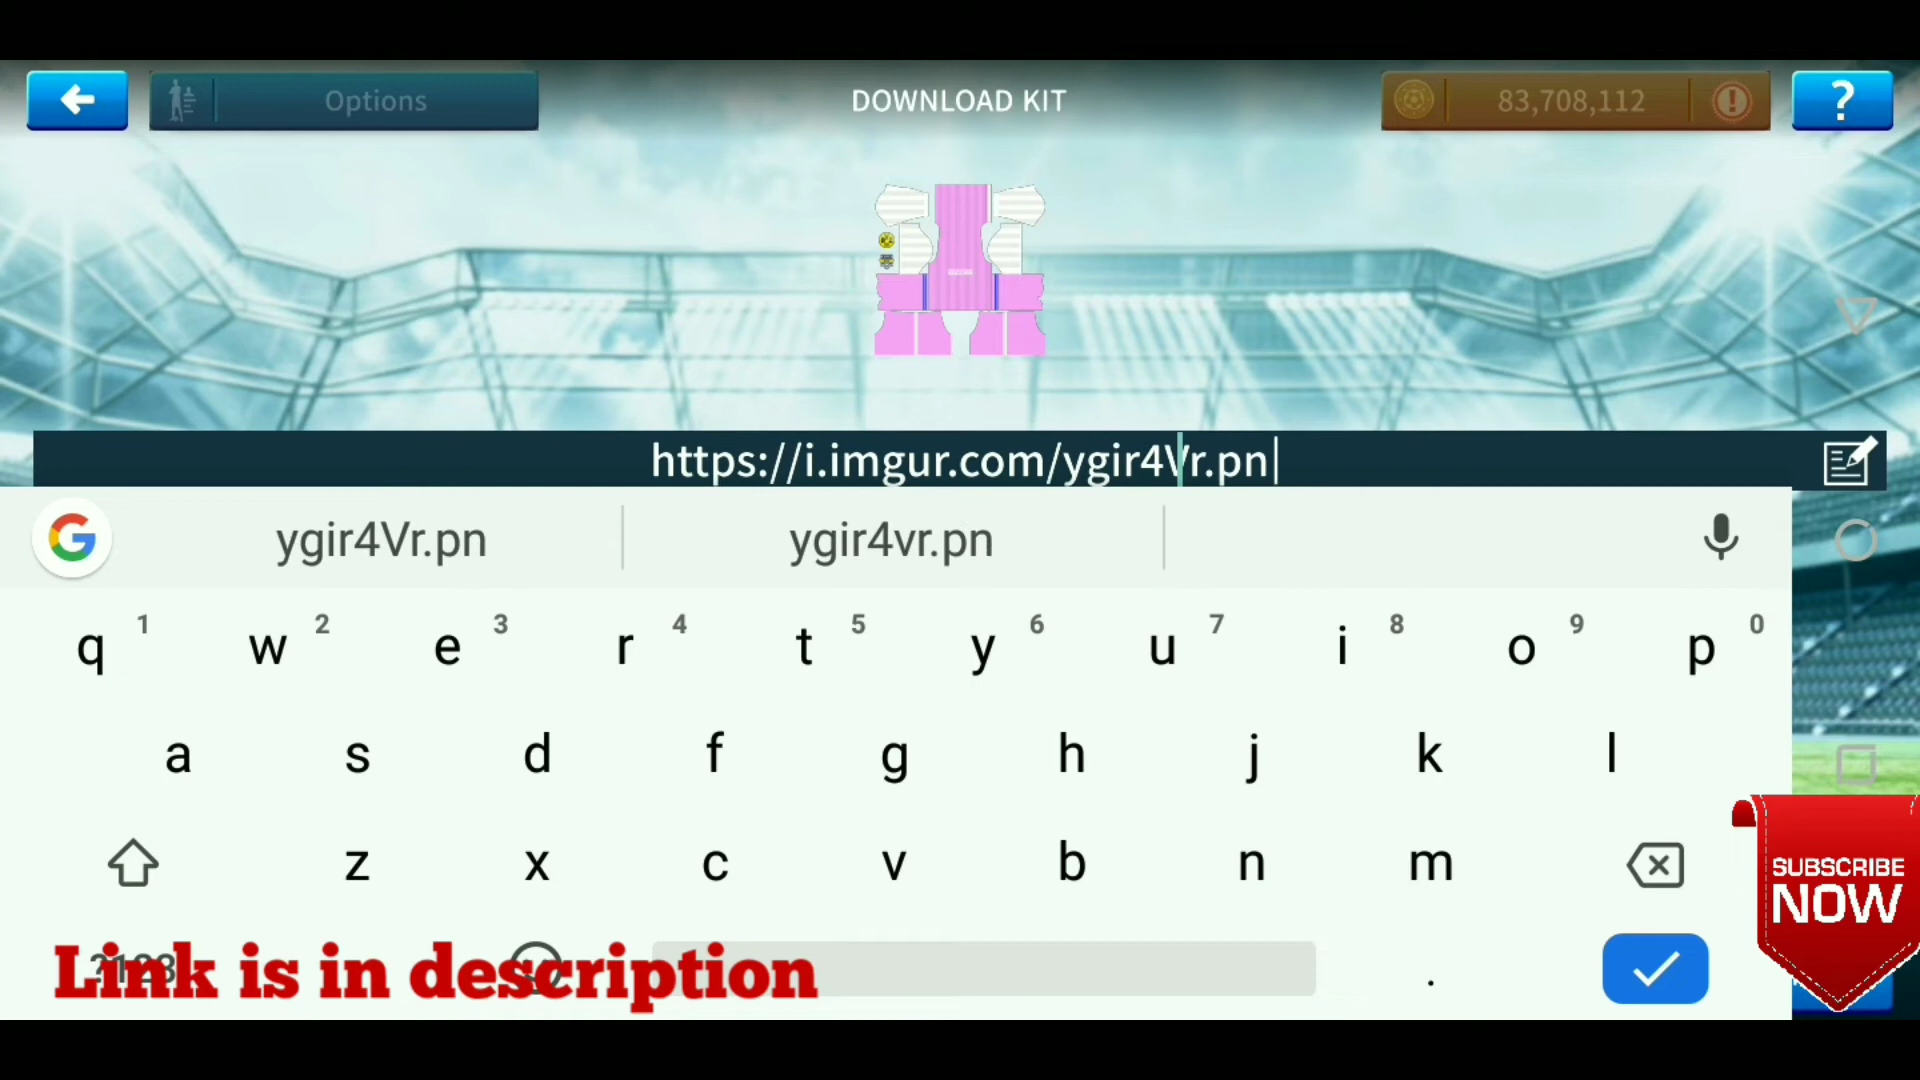 Options
DOWNLOAD KIT
83,708,112
?
https://i.imgur.com/ygir4Vr.pn
G
ygir4Vr.pn
ygir4vr.pn
q 1 w 2 e 3 r 4 t 5 y 6 u 7 i 8 o 9 p 0
a s d f g h j k l
z x c v b n m
SUBSCRIBE
NOW
?123
Link is in description
.